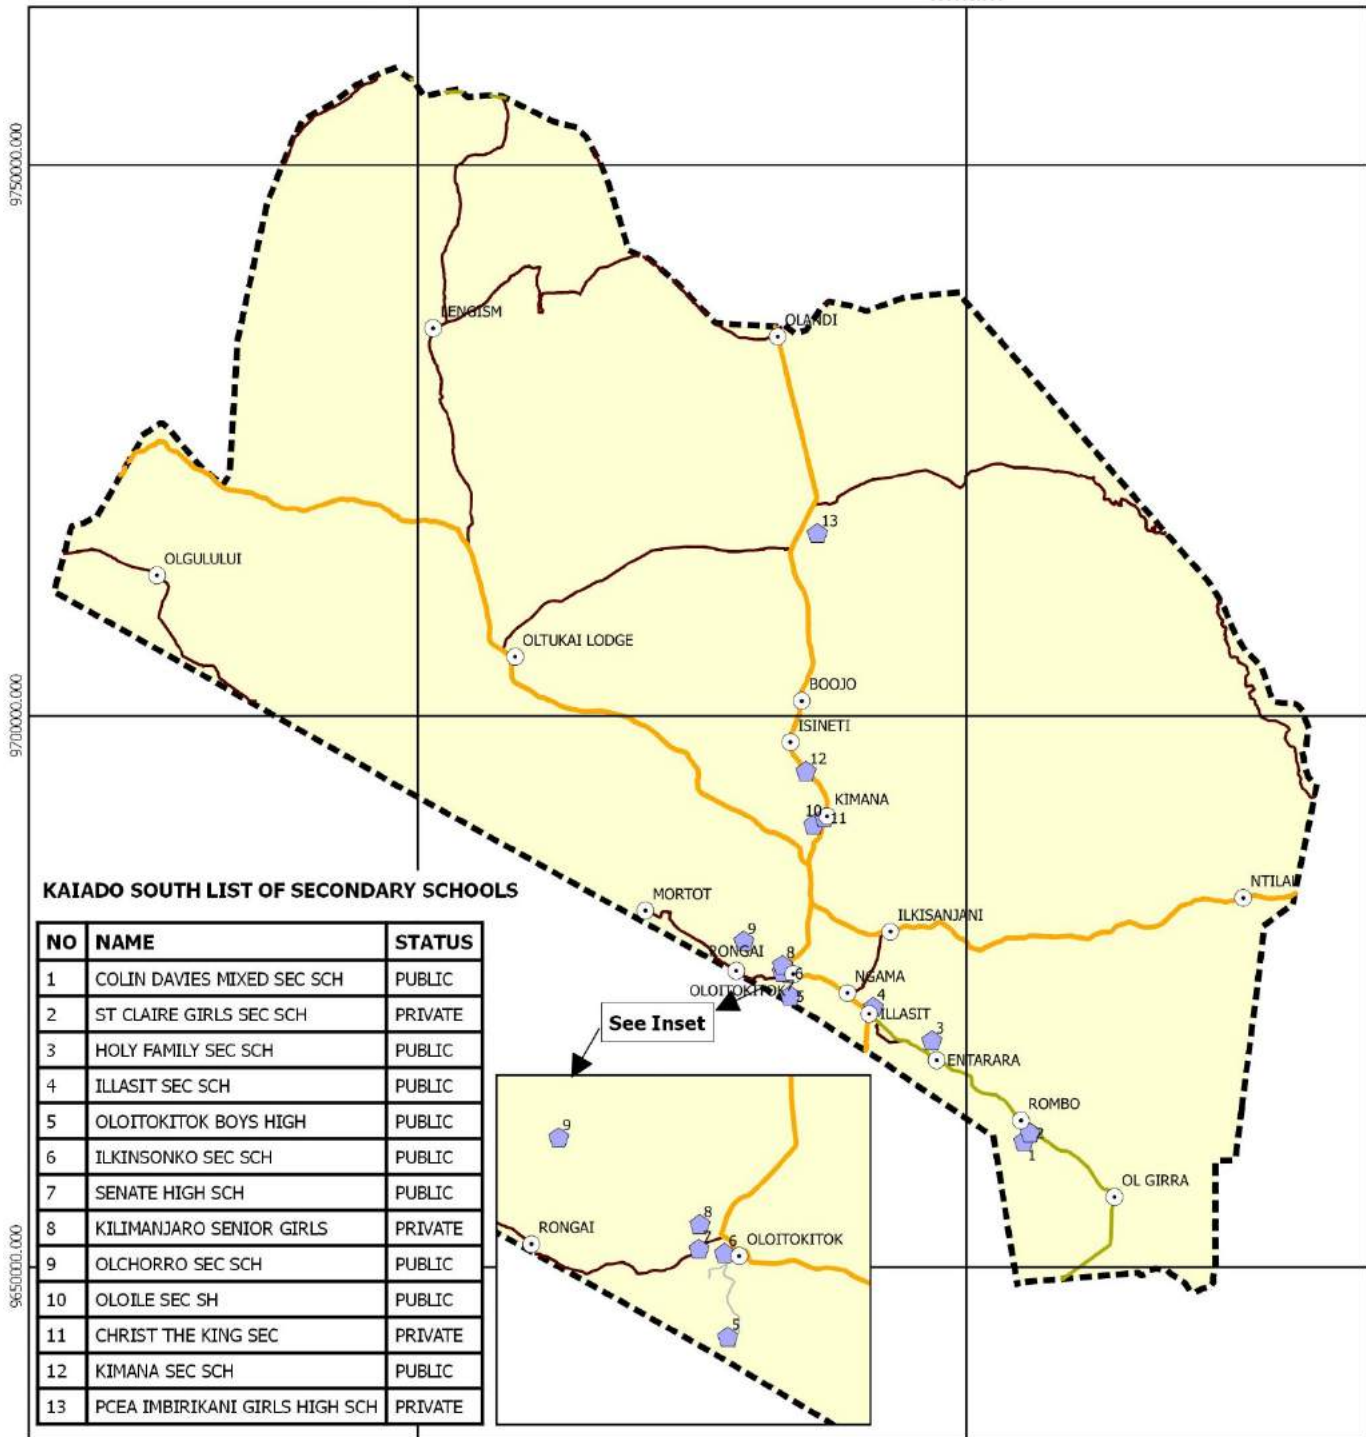 9750000.000
LENGISM
OLANDI
13
OLGULULUI
OLTUKAI LODGE
BOOJO
9700000.000
ISINETI
12
KIMANA
10
11
KAIADO SOUTH LIST OF SECONDARY SCHOOLS
MORTOT
NTILAL
ILKISANJANI
9
RONGAI
8
6
7
OLOITOKITOK
5
NGAMA
4
ILLASIT
See Inset
3
ENTARARA
ROMBO
2
1
OL GIRRA
NO NAME STATUS
1 COLIN DAVIES MIXED SEC SCH PUBLIC
2 ST CLAIRE GIRLS SEC SCH PRIVATE
3 HOLY FAMILY SEC SCH PUBLIC
4 ILLASIT SEC SCH PUBLIC
5 OLOITOKITOK BOYS HIGH PUBLIC
6 ILKINSONKO SEC SCH PUBLIC
7 SENATE HIGH SCH PUBLIC
8 KILIMANJARO SENIOR GIRLS PRIVATE
9 OLCHORRO SEC SCH PUBLIC
10 OLOILE SEC SH PUBLIC
11 CHRIST THE KING SEC PRIVATE
12 KIMANA SEC SCH PUBLIC
13 PCEA IMBIRIKANI GIRLS HIGH SCH PRIVATE
9
8
RONGAI
7
6
OLOITOKITOK
5
9650000.000